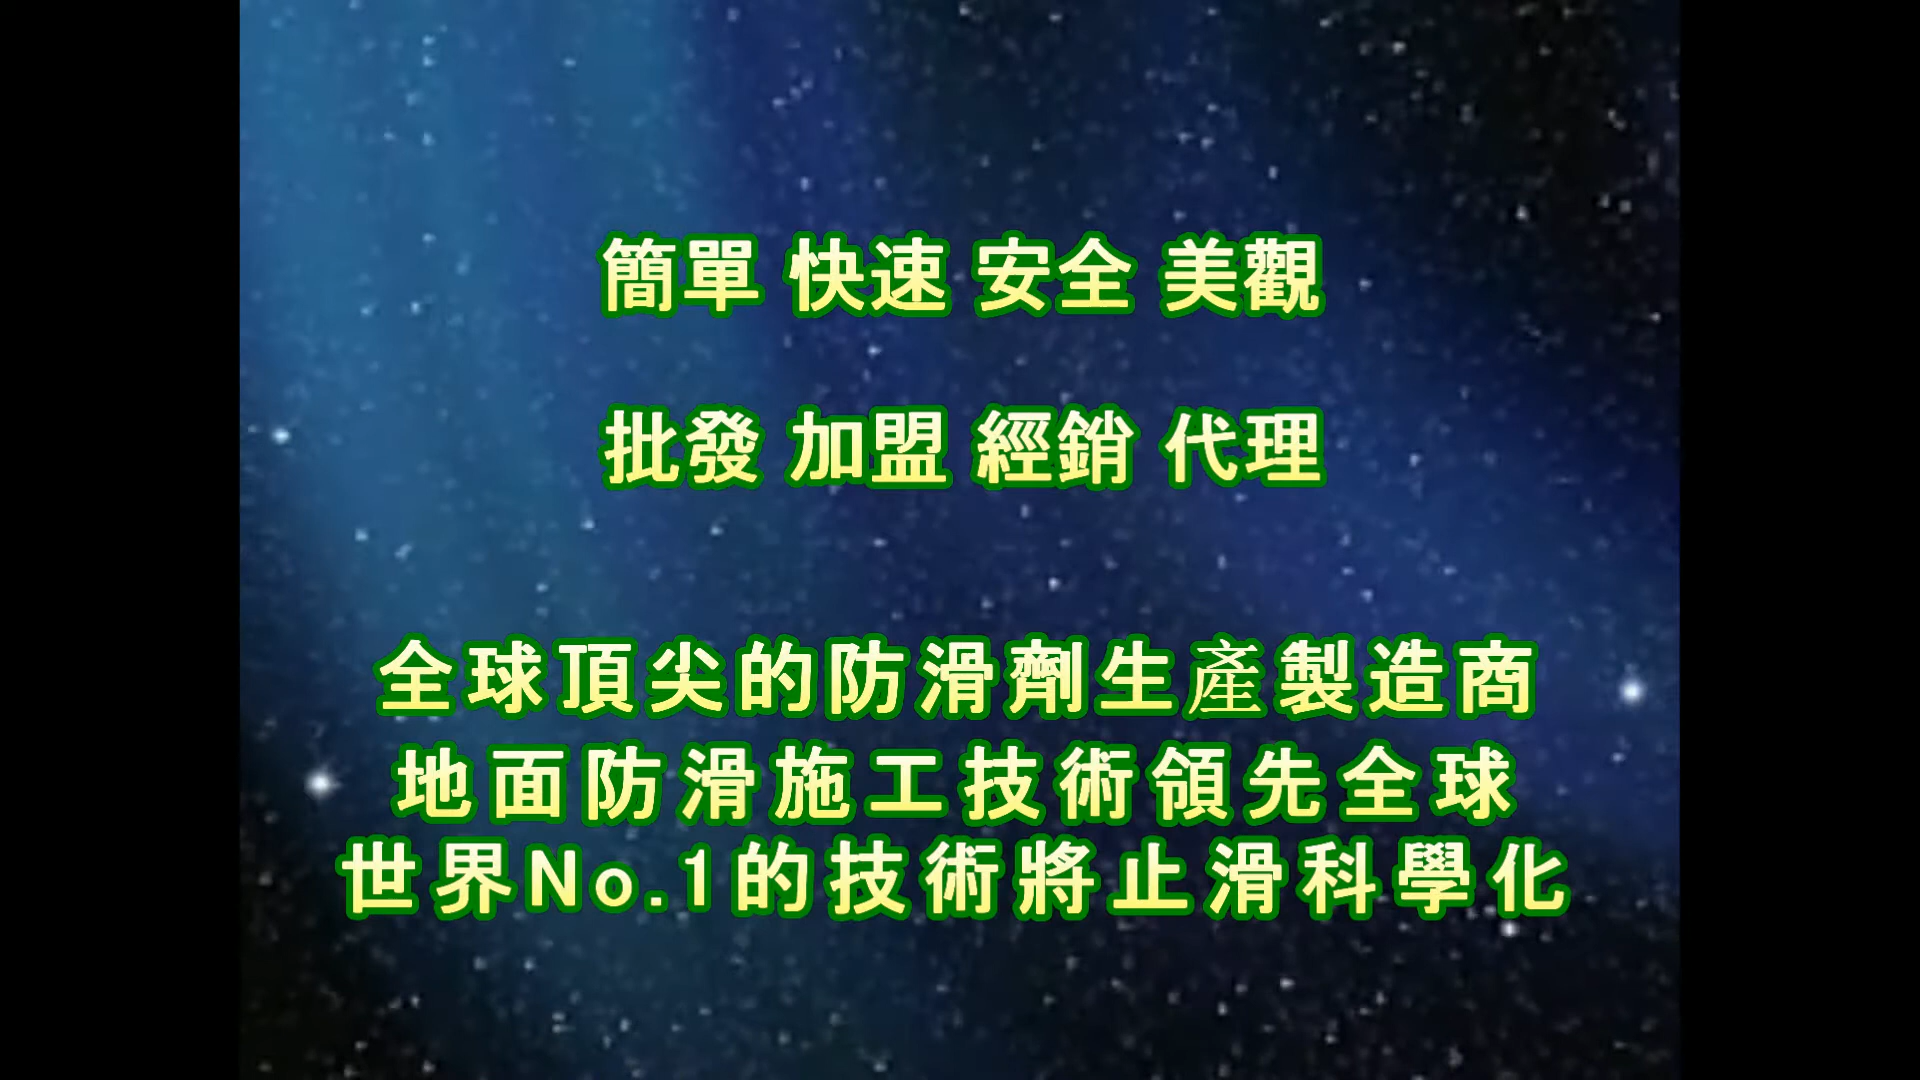 簡單 快速 安全 美觀
批發 加盟 經銷 代理
全球頂尖的防滑劑生產製造商
地面防滑施工技術領先全球
世界No.1的技術將止滑科學化